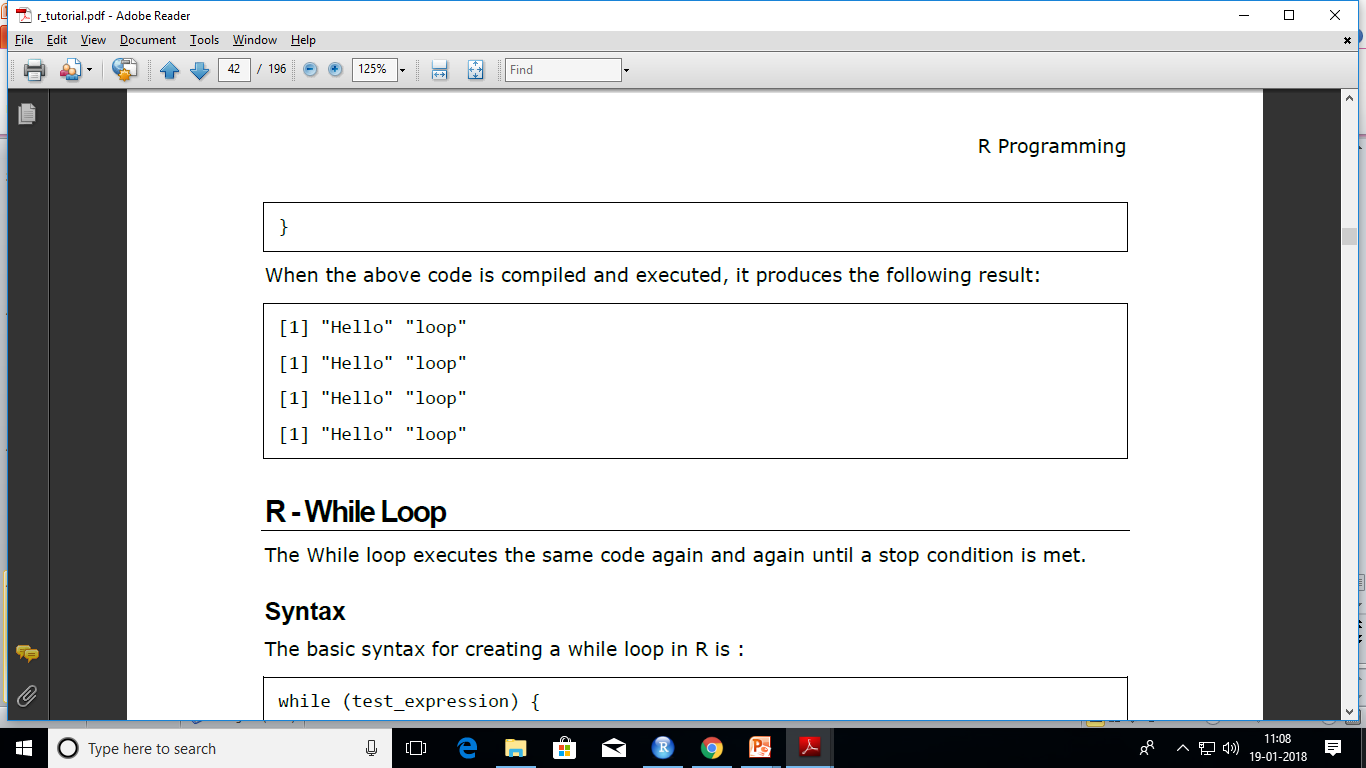 r_tutorial.pdf - Adobe Reader
File Edit View Document Tools Window Help
42 / 196 125% Find
R Programming
}
When the above code is compiled and executed, it produces the following result:
[1] "Hello" "loop"
[1] "Hello" "loop"
[1] "Hello" "loop"
[1] "Hello" "loop"
R - While Loop
The While loop executes the same code again and again until a stop condition is met.
Syntax
The basic syntax for creating a while loop in R is :
while (test_expression) {
Type here to search
11:08
19-01-2018